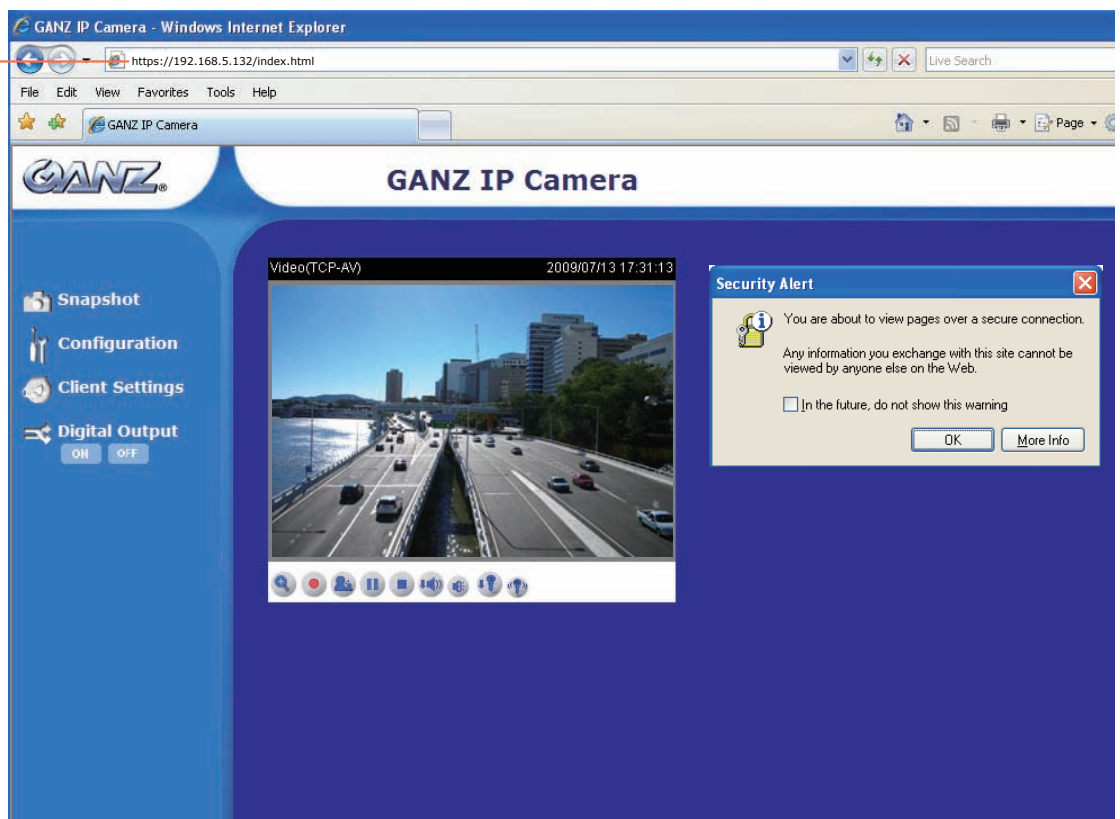 GANZ IP Camera - Windows Internet Explorer
https://192.168.5.132/index.html
Live Search
File Edit View Favorites Tools Help
GANZ IP Camera
Page
GANZ®
GANZ IP Camera
Snapshot
Configuration
Client Settings
Digital Output
ON OFF
Video(TCP-AV) 2009/07/13 17:31:13
Security Alert
You are about to view pages over a secure connection.
Any information you exchange with this site cannot be
viewed by anyone else on the Web.
In the future, do not show this warning
OK More Info